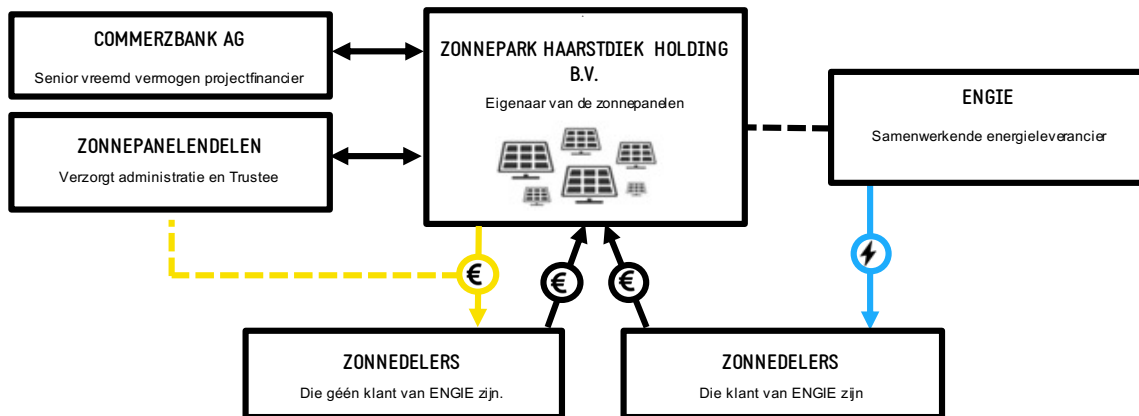 COMMERZBANK AG
Senior vreemd vermogen projectfinancier
ZONNEPANELENDELEN
Verzorgt administratie en Trustee
ZONNEPARK HAARSTDIEK HOLDING
B.V.
Eigenaar van de zonnepanelen
ENGIE
Samenwerkende energieleverancier
€
€
€
ZONNEDELERS
Die géén klant van ENGIE zijn.
ZONNEDELERS
Die klant van ENGIE zijn